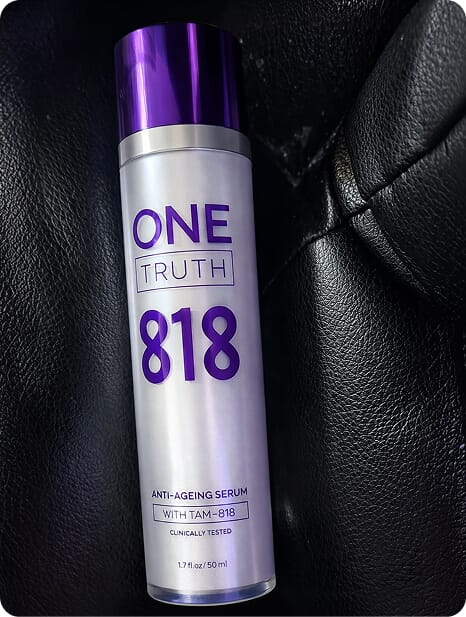 ONE
TRUTH
818
ANTI-AGEING SERUM
WITH TAM-818
CLINICALLY TESTED
1.7 fl.oz/ 50 ml